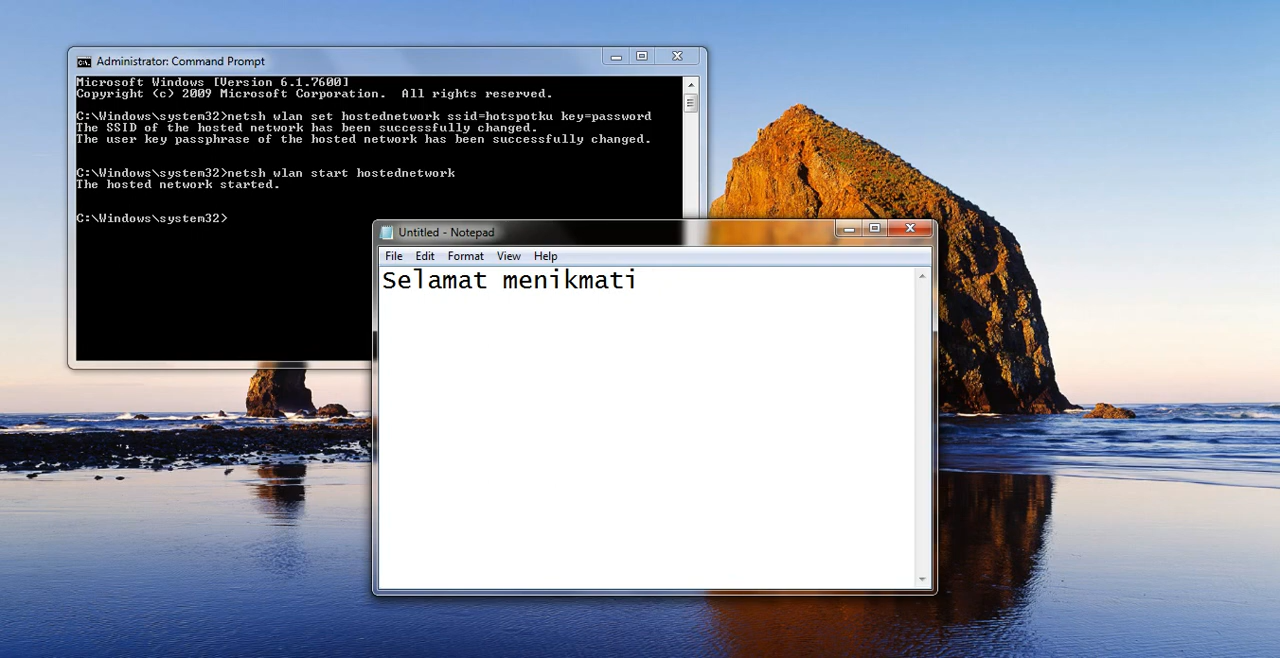 Administrator: Command Prompt
Microsoft Windows [Version 6.1.7600]
Copyright (c) 2009 Microsoft Corporation.  All rights reserved.
C:\Windows\system32>netsh wlan set hostednetwork ssid=hotspotku key=password
The SSID of the hosted network has been successfully changed.
The user key passphrase of the hosted network has been successfully changed.
C:\Windows\system32>netsh wlan start hostednetwork
The hosted network started.
C:\Windows\system32>
Untitled - Notepad
File Edit Format View Help
Selamat menikmati